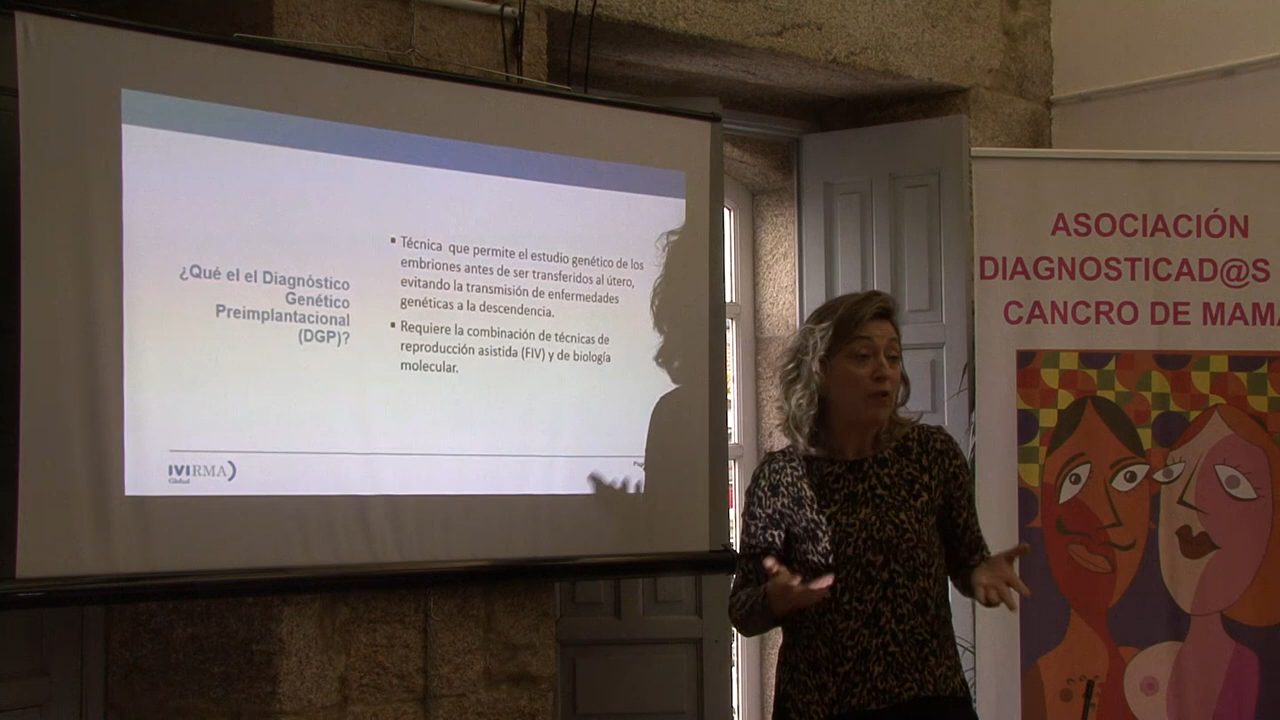 ¿Qué el el Diagnóstico
Genético
Preimplantacional
(DGP)?
▪ Técnica que permite el estudio genético de los
embriones antes de ser transferidos al útero,
evitando la transmisión de enfermedades
genéticas a la descendencia.
▪ Requiere la combinación de técnicas de
reproducción asistida (FIV) y de biología
molecular.
IVIRMA
Global
ASOCIACIÓN
DIAGNOSTICAD@S
CANCRO DE MAMA